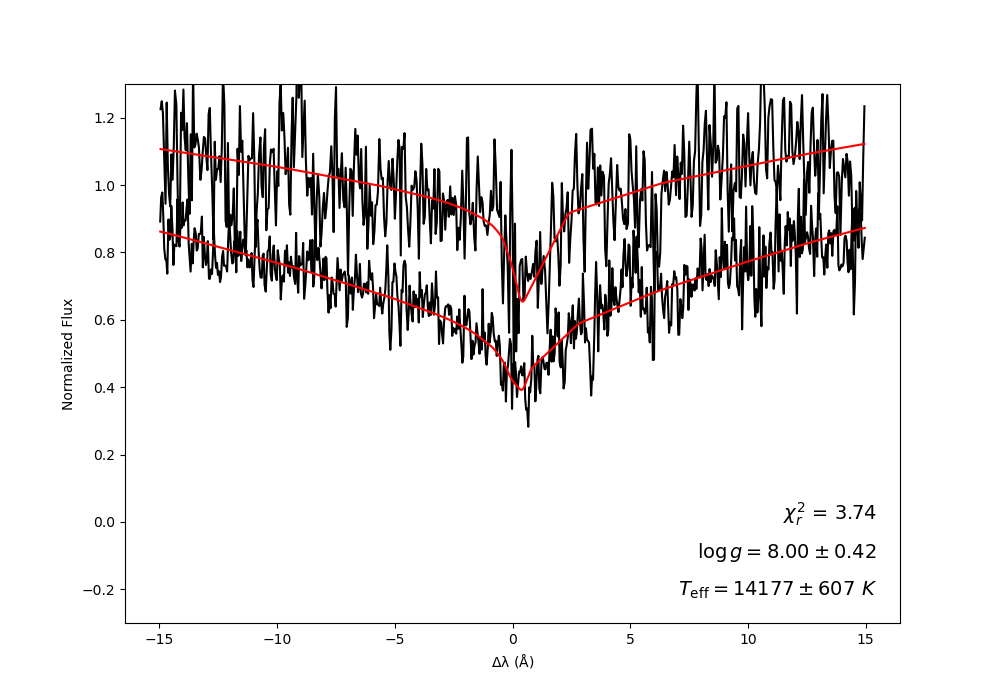 1.2
1.0
0.8
0.6
0.4
0.2
0.0
−0.2
Normalized Flux
χ²ᵣ = 3.74
log g = 8.00 ± 0.42
T_eff = 14177 ± 607 K
−15 −10 −5 0 5 10 15
Δλ (Å)